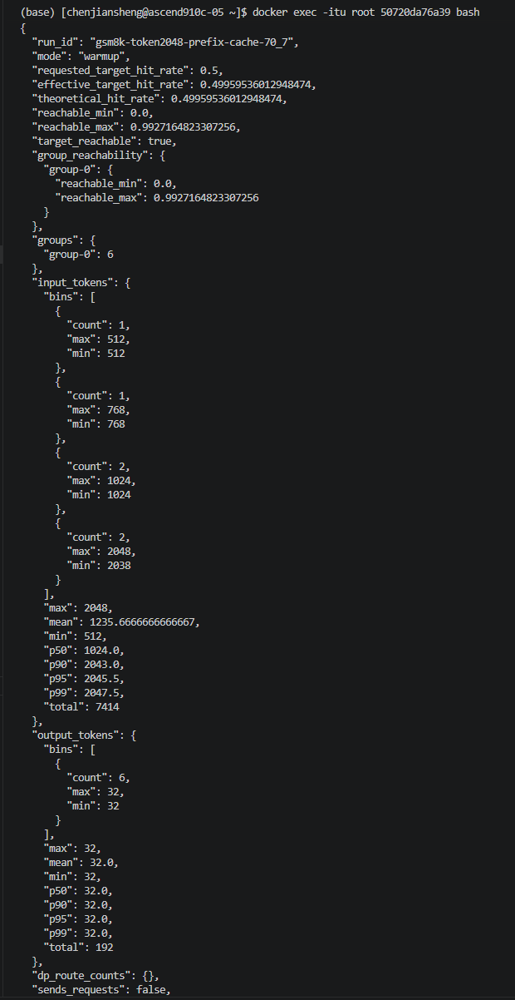 (base) [chenjiansheng@ascend910c-05 ~]$ docker exec -itu root 50720da76a39 bash
{
  "run_id": "gsm8k-token2048-prefix-cache-70_7",
  "mode": "warmup",
  "requested_target_hit_rate": 0.5,
  "effective_target_hit_rate": 0.49959536012948474,
  "theoretical_hit_rate": 0.49959536012948474,
  "reachable_min": 0.0,
  "reachable_max": 0.9927164823307256,
  "target_reachable": true,
  "group_reachability": {
    "group-0": {
      "reachable_min": 0.0,
      "reachable_max": 0.9927164823307256
    }
  },
  "groups": {
    "group-0": 6
  },
  "input_tokens": {
    "bins": [
      {
        "count": 1,
        "max": 512,
        "min": 512
      },
      {
        "count": 1,
        "max": 768,
        "min": 768
      },
      {
        "count": 2,
        "max": 1024,
        "min": 1024
      },
      {
        "count": 2,
        "max": 2048,
        "min": 2038
      }
    ],
    "max": 2048,
    "mean": 1235.6666666666667,
    "min": 512,
    "p50": 1024.0,
    "p90": 2043.0,
    "p95": 2045.5,
    "p99": 2047.5,
    "total": 7414
  },
  "output_tokens": {
    "bins": [
      {
        "count": 6,
        "max": 32,
        "min": 32
      }
    ],
    "max": 32,
    "mean": 32.0,
    "min": 32,
    "p50": 32.0,
    "p90": 32.0,
    "p95": 32.0,
    "p99": 32.0,
    "total": 192
  },
  "dp_route_counts": {},
  "sends_requests": false,